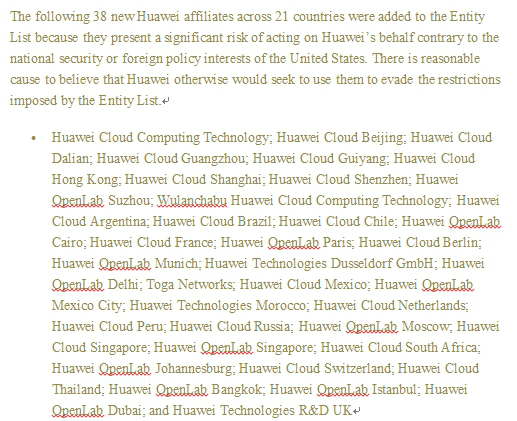 The following 38 new Huawei affiliates across 21 countries were added to the Entity
List because they present a significant risk of acting on Huawei's behalf contrary to the
national security or foreign policy interests of the United States. There is reasonable
cause to believe that Huawei otherwise would seek to use them to evade the restrictions
imposed by the Entity List.↵
• Huawei Cloud Computing Technology; Huawei Cloud Beijing; Huawei Cloud
Dalian; Huawei Cloud Guangzhou; Huawei Cloud Guiyang; Huawei Cloud
Hong Kong; Huawei Cloud Shanghai; Huawei Cloud Shenzhen; Huawei
OpenLab Suzhou; Wulanchabu Huawei Cloud Computing Technology; Huawei
Cloud Argentina; Huawei Cloud Brazil; Huawei Cloud Chile; Huawei OpenLab
Cairo; Huawei Cloud France; Huawei OpenLab Paris; Huawei Cloud Berlin;
Huawei OpenLab Munich; Huawei Technologies Dusseldorf GmbH; Huawei
OpenLab Delhi; Toga Networks; Huawei Cloud Mexico; Huawei OpenLab
Mexico City; Huawei Technologies Morocco; Huawei Cloud Netherlands;
Huawei Cloud Peru; Huawei Cloud Russia; Huawei OpenLab Moscow; Huawei
Cloud Singapore; Huawei OpenLab Singapore; Huawei Cloud South Africa;
Huawei OpenLab Johannesburg; Huawei Cloud Switzerland; Huawei Cloud
Thailand; Huawei OpenLab Bangkok; Huawei OpenLab Istanbul; Huawei
OpenLab Dubai; and Huawei Technologies R&D UK↵